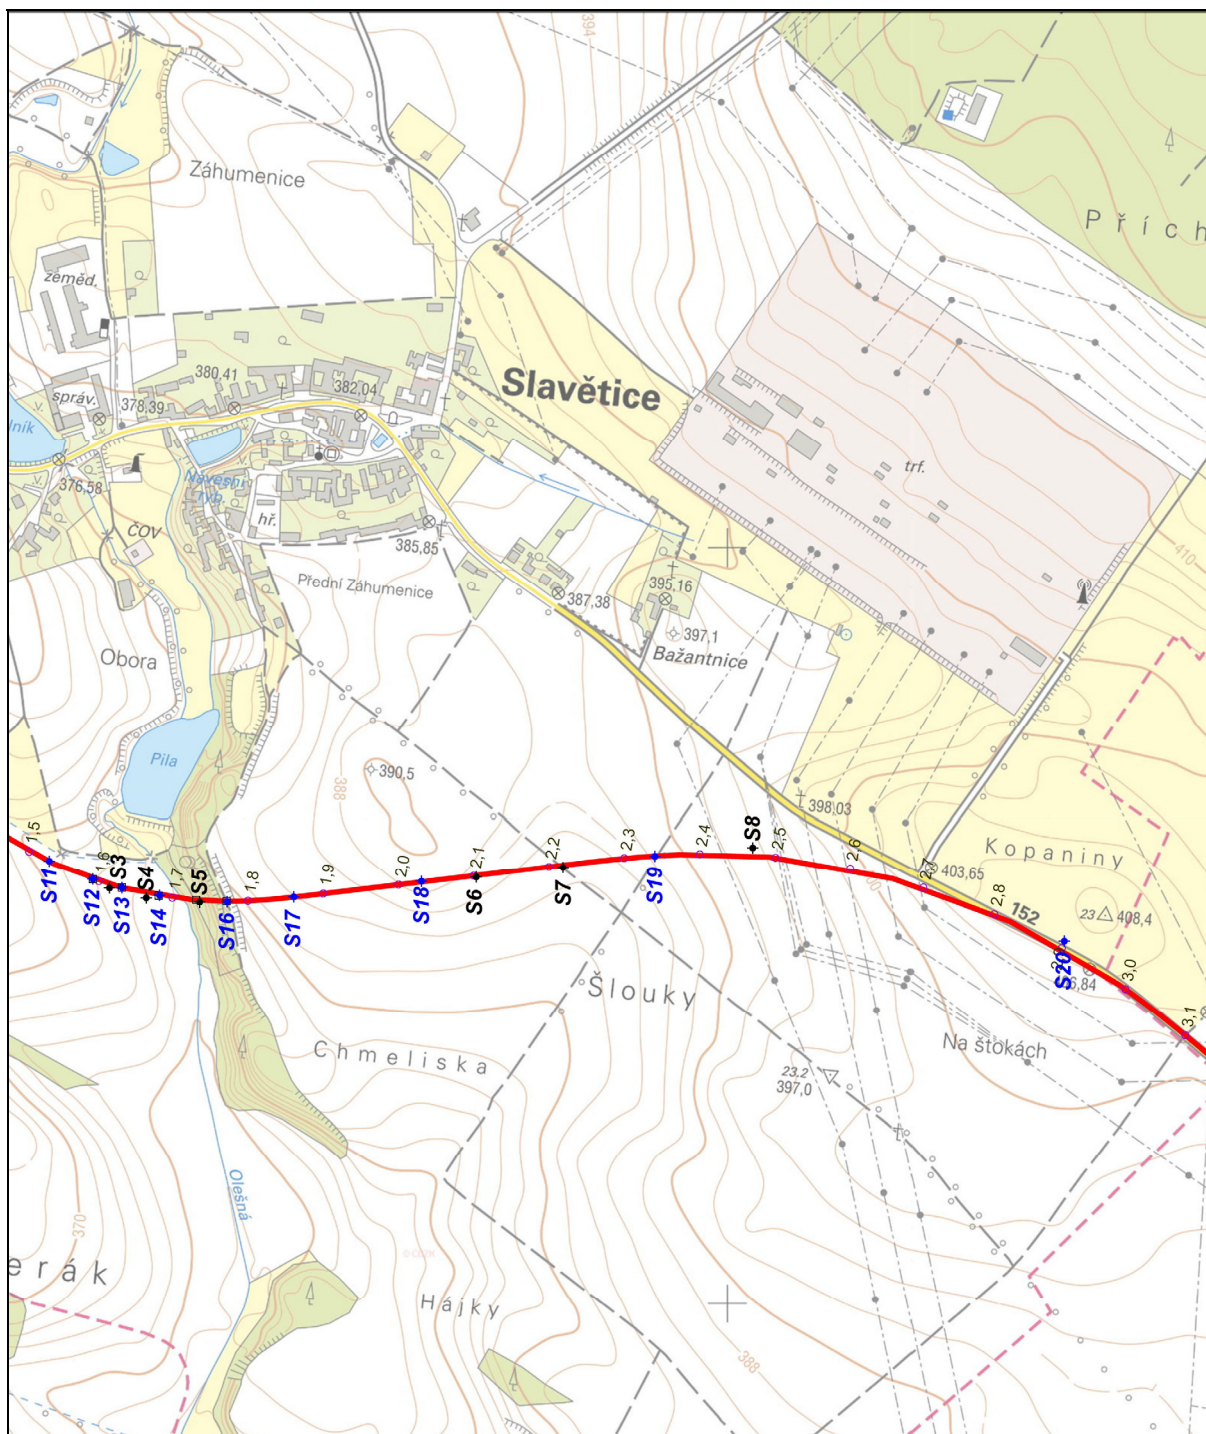 394
Záhumenice
Přích
zeměd.
Slavětice
380,41
382,04
správ.
378,39
lník
trf.
376,58
Návesní
ryb.
hř.
ČOV
385,85
410
Přední Záhumenice
395,16
387,38
397,1
Bažantnice
Obora
Pila
390,5
388
398,03
Kopaniny
403,65
1,5
1,6
1,7
1,8
1,9
2,0
2,1
2,2
2,3
2,4
2,5
2,6
2,7
2,8
3,0
3,1
S11
S12
S3
S13
S4
S14
S5
S16
S17
S18
S6
S7
S19
S8
S20
152
23
408,4
Šlouky
Na štokách
Chmeliska
23.2
397,0
Olešná
370
erák
©ČÚZK
Hájky
388